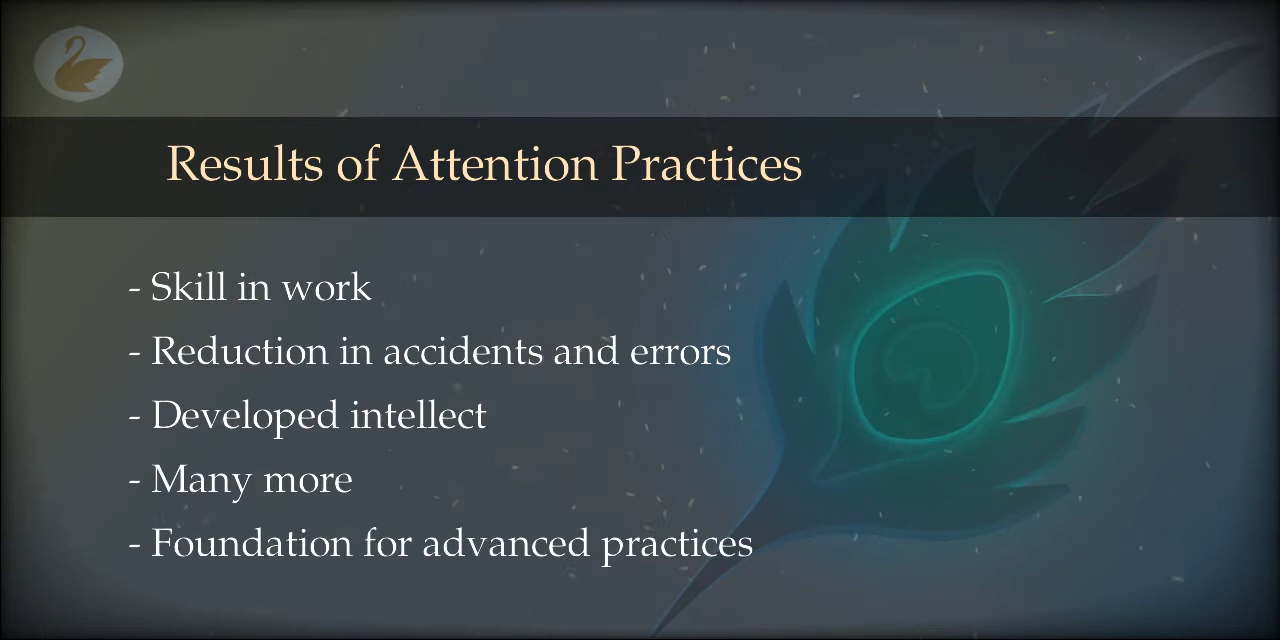 Results of Attention Practices
- Skill in work
- Reduction in accidents and errors
- Developed intellect
- Many more
- Foundation for advanced practices